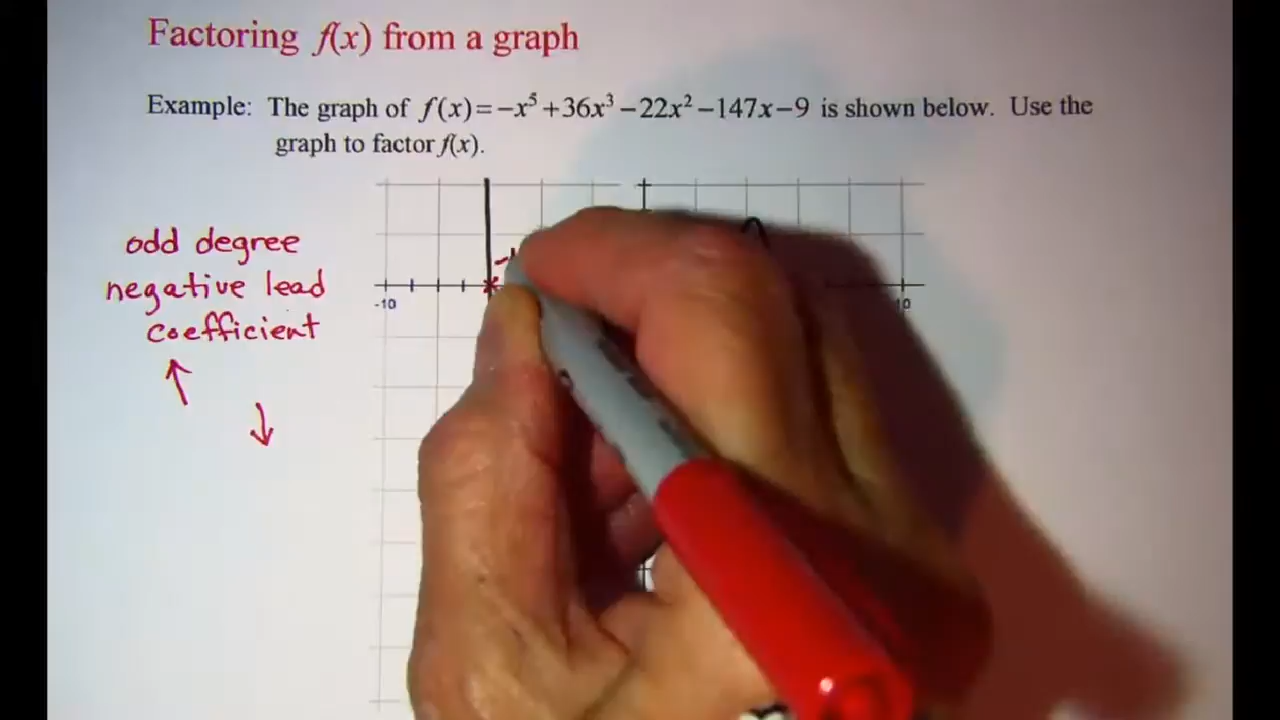 Factoring f(x) from a graph
Example: The graph of f(x)=−x⁵+36x³−22x²−147x−9 is shown below. Use the
graph to factor f(x).
odd degree
negative lead
coefficient
-10